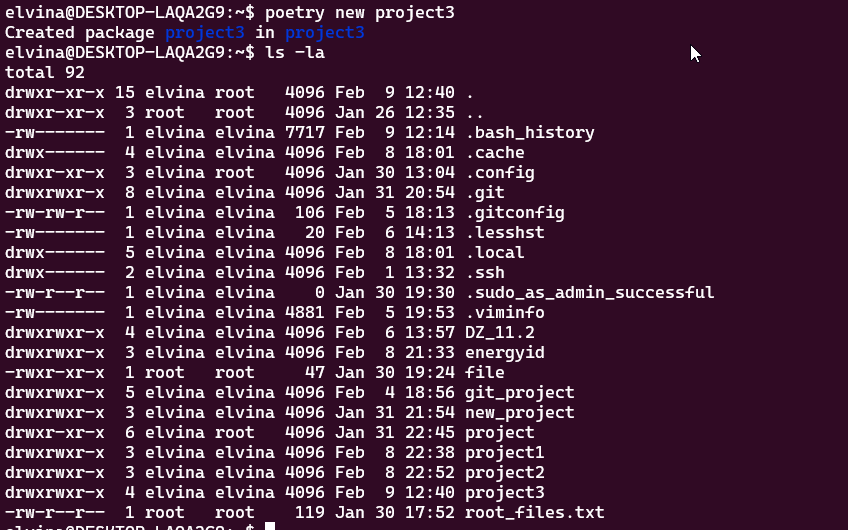 elvina@DESKTOP-LAQA2G9:~$ poetry new project3
Created package project3 in project3
elvina@DESKTOP-LAQA2G9:~$ ls -la
total 92
drwxr-xr-x 15 elvina root   4096 Feb  9 12:40 .
drwxr-xr-x  3 root   root   4096 Jan 26 12:35 ..
-rw-------  1 elvina elvina 7717 Feb  9 12:14 .bash_history
drwx------  4 elvina elvina 4096 Feb  8 18:01 .cache
drwxr-xr-x  3 elvina root   4096 Jan 30 13:04 .config
drwxrwxr-x  8 elvina elvina 4096 Jan 31 20:54 .git
-rw-rw-r--  1 elvina elvina  106 Feb  5 18:13 .gitconfig
-rw-------  1 elvina elvina   20 Feb  6 14:13 .lesshst
drwx------  5 elvina elvina 4096 Feb  8 18:01 .local
drwx------  2 elvina elvina 4096 Feb  1 13:32 .ssh
-rw-r--r--  1 elvina elvina    0 Jan 30 19:30 .sudo_as_admin_successful
-rw-------  1 elvina elvina 4881 Feb  5 19:53 .viminfo
drwxrwxr-x  4 elvina elvina 4096 Feb  6 13:57 DZ_11.2
drwxrwxr-x  3 elvina elvina 4096 Feb  8 21:33 energyid
-rwxr-xr-x  1 root   root     47 Jan 30 19:24 file
drwxrwxr-x  5 elvina elvina 4096 Feb  4 18:56 git_project
drwxrwxr-x  3 elvina elvina 4096 Jan 31 21:54 new_project
drwxr-xr-x  6 elvina root   4096 Jan 31 22:45 project
drwxrwxr-x  3 elvina elvina 4096 Feb  8 22:38 project1
drwxrwxr-x  3 elvina elvina 4096 Feb  8 22:52 project2
drwxrwxr-x  4 elvina elvina 4096 Feb  9 12:40 project3
-rw-r--r--  1 root   root    119 Jan 30 17:52 root_files.txt
elvina@DESKTOP-LAQA2G9:~$